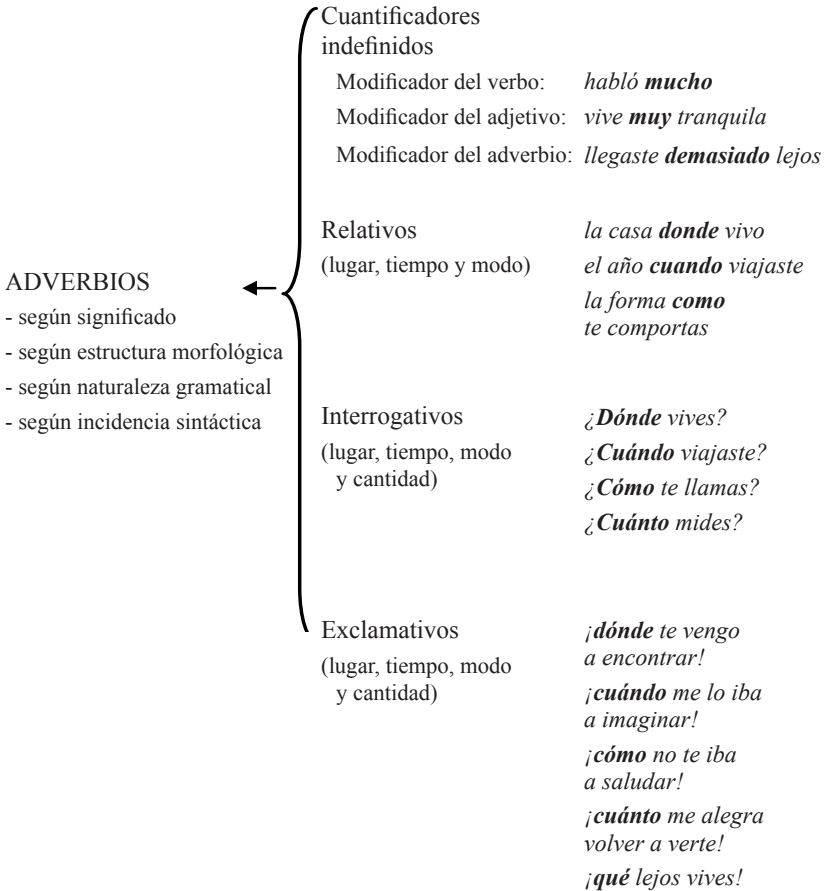 Cuantificadores
indefinidos
Modificador del verbo: habló mucho
Modificador del adjetivo: vive muy tranquila
Modificador del adverbio: llegaste demasiado lejos
ADVERBIOS
- según significado
- según estructura morfológica
- según naturaleza gramatical
- según incidencia sintáctica
Relativos
(lugar, tiempo y modo)
la casa donde vivo
el año cuando viajaste
la forma como
te comportas
Interrogativos
(lugar, tiempo, modo
y cantidad)
¿Dónde vives?
¿Cuándo viajaste?
¿Cómo te llamas?
¿Cuánto mides?
Exclamativos
(lugar, tiempo, modo
y cantidad)
¡dónde te vengo
a encontrar!
¡cuándo me lo iba
a imaginar!
¡cómo no te iba
a saludar!
¡cuánto me alegra
volver a verte!
¡qué lejos vives!